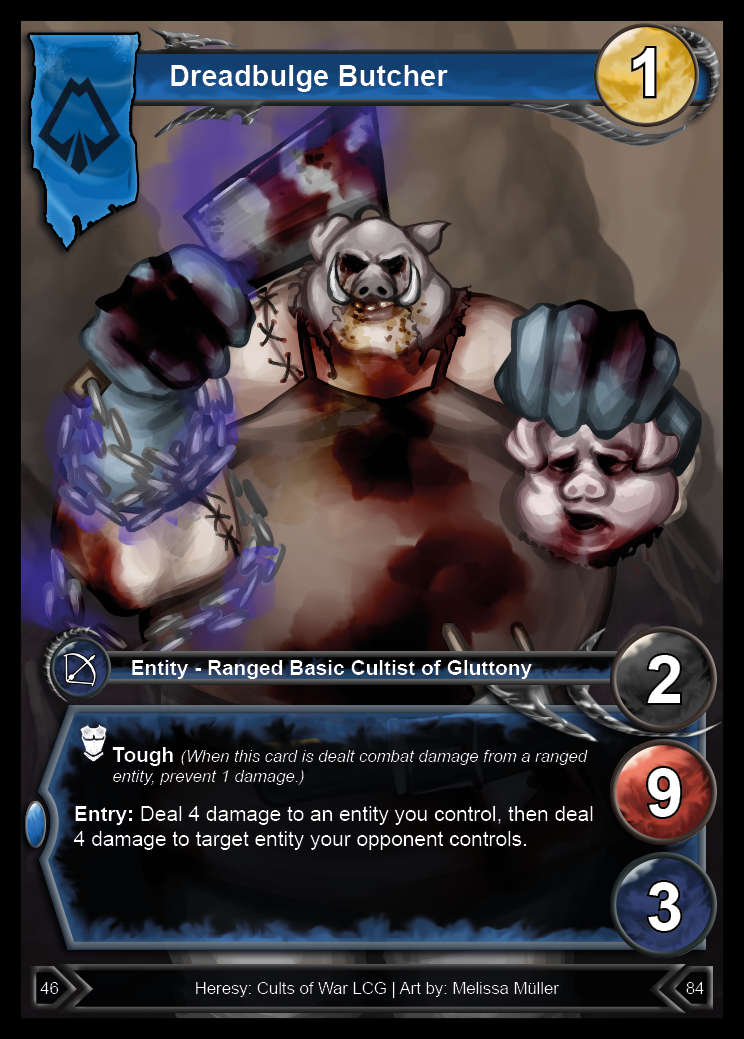 Dreadbulge Butcher
1
Entity - Ranged Basic Cultist of Gluttony
2
Tough (When this card is dealt combat damage from a ranged
entity, prevent 1 damage.)
9
Entry: Deal 4 damage to an entity you control, then deal
4 damage to target entity your opponent controls.
3
46
Heresy: Cults of War LCG | Art by: Melissa Müller
84